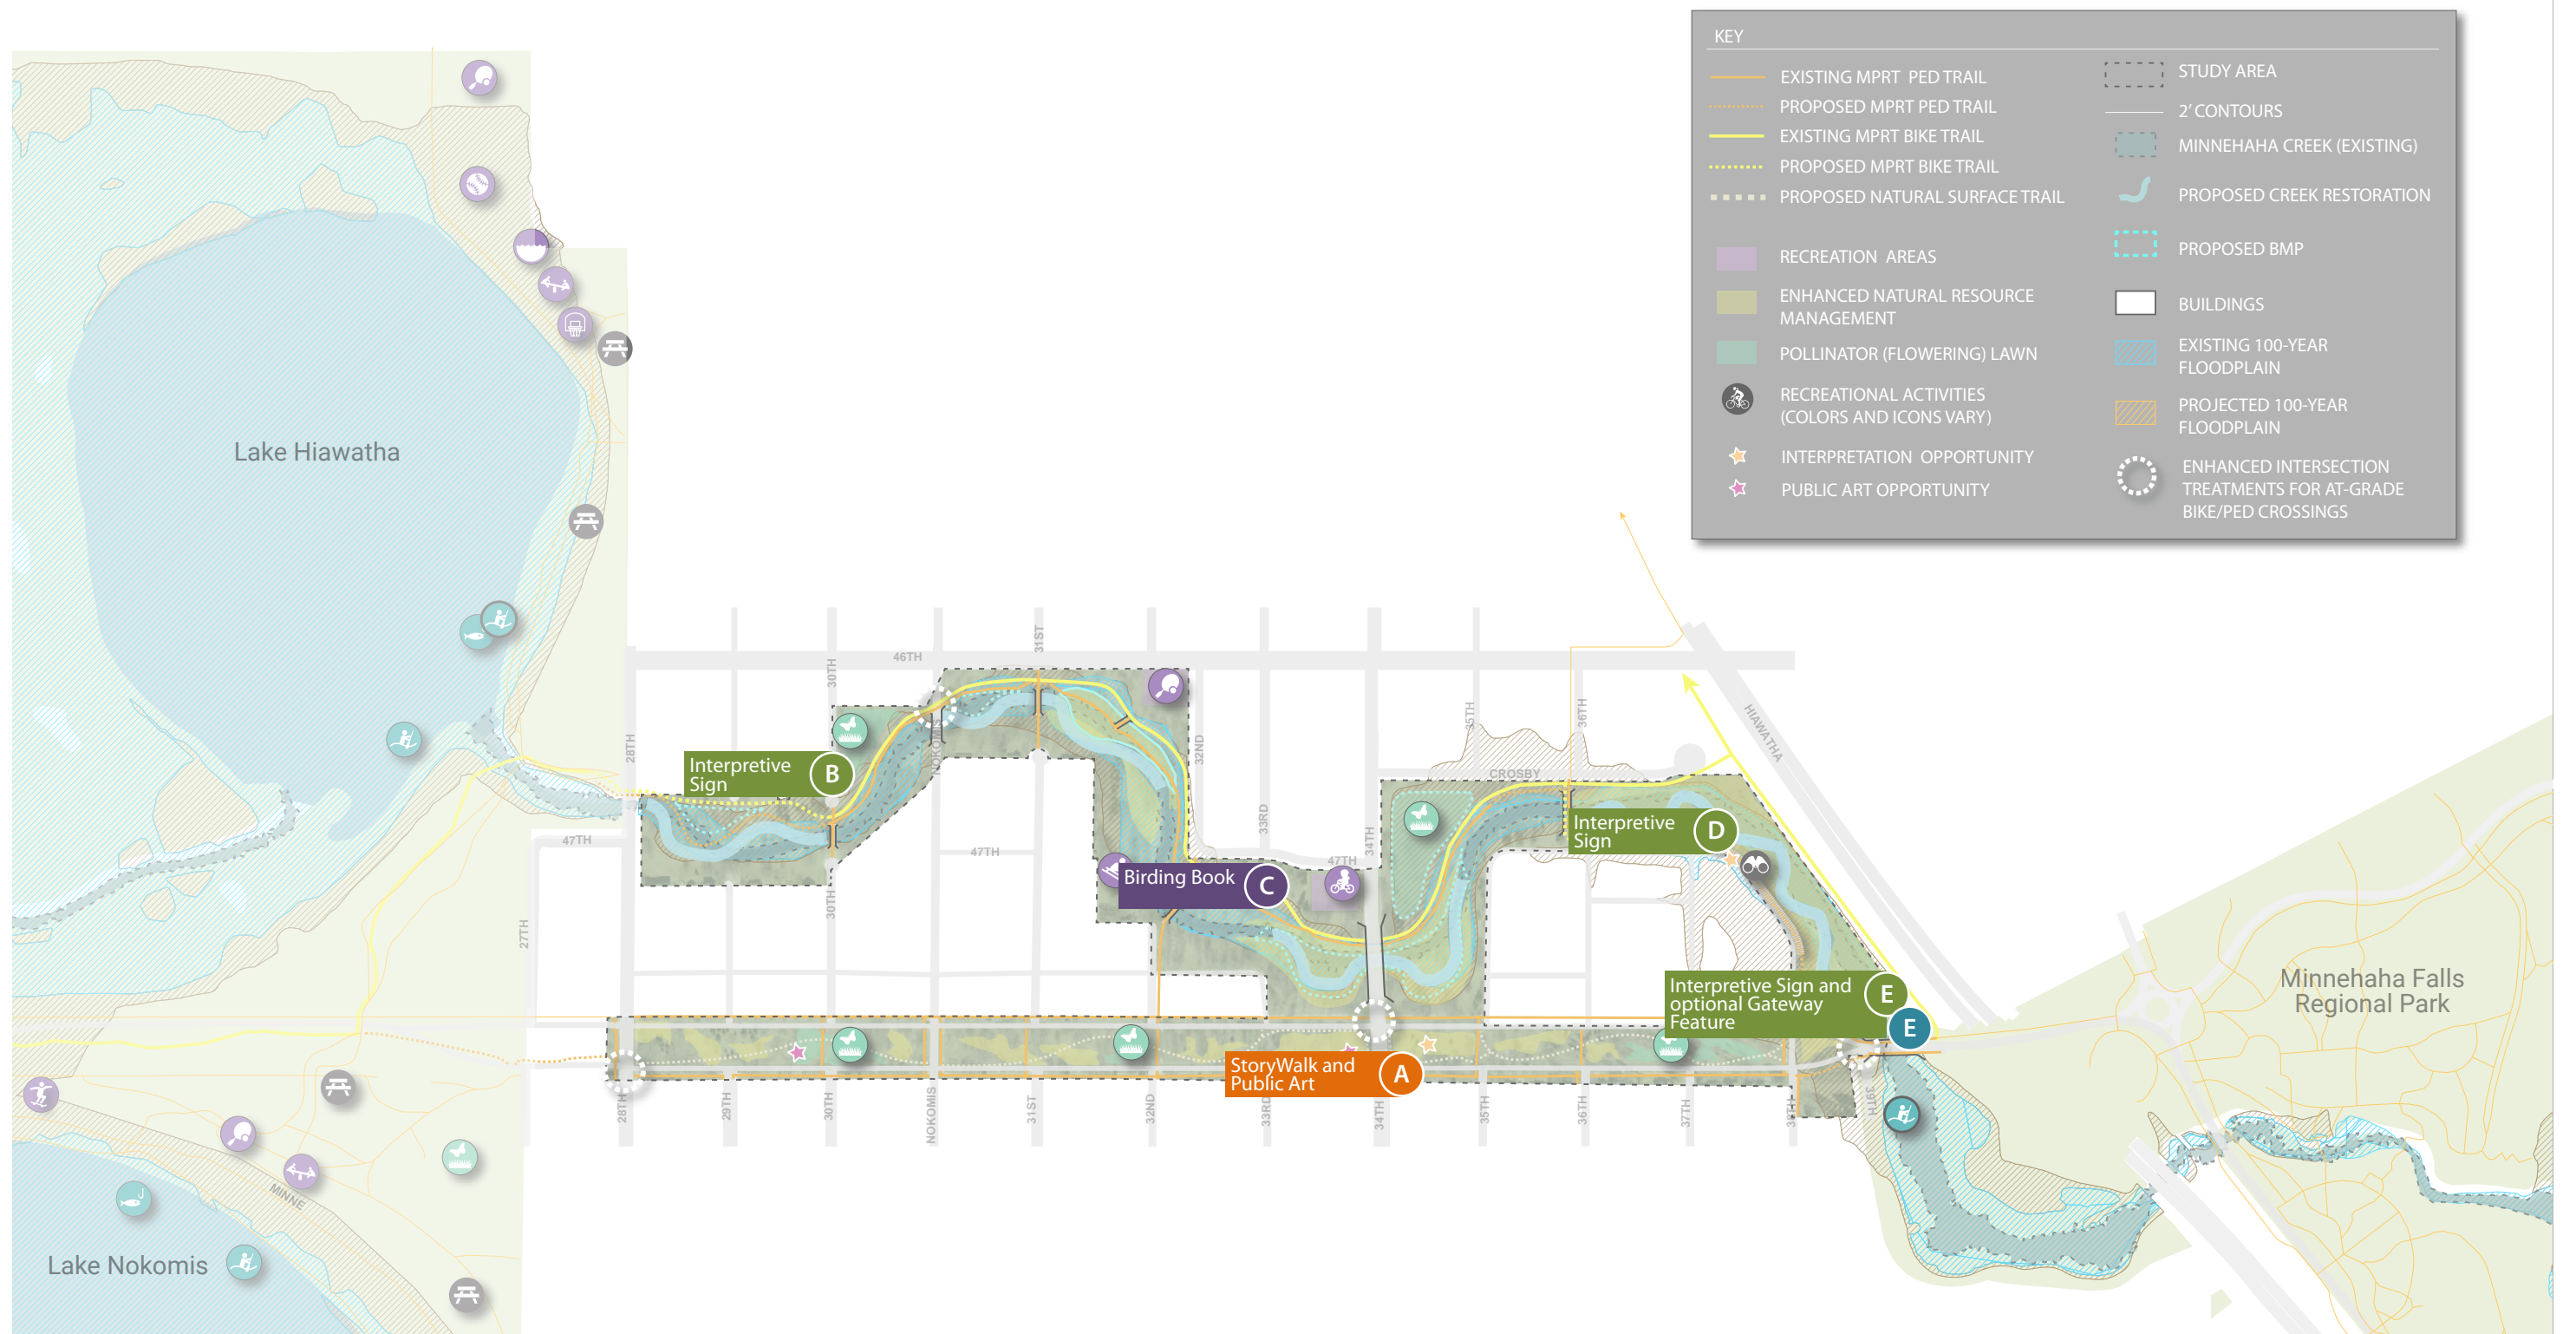 KEY
EXISTING MPRT PED TRAIL
PROPOSED MPRT PED TRAIL
EXISTING MPRT BIKE TRAIL
PROPOSED MPRT BIKE TRAIL
PROPOSED NATURAL SURFACE TRAIL
RECREATION AREAS
ENHANCED NATURAL RESOURCE
MANAGEMENT
POLLINATOR (FLOWERING) LAWN
RECREATIONAL ACTIVITIES
(COLORS AND ICONS VARY)
INTERPRETATION OPPORTUNITY
PUBLIC ART OPPORTUNITY
STUDY AREA
2' CONTOURS
MINNEHAHA CREEK (EXISTING)
PROPOSED CREEK RESTORATION
PROPOSED BMP
BUILDINGS
EXISTING 100-YEAR
FLOODPLAIN
PROJECTED 100-YEAR
FLOODPLAIN
ENHANCED INTERSECTION
TREATMENTS FOR AT-GRADE
BIKE/PED CROSSINGS
Lake Hiawatha
31ST
46TH
30TH
28TH
NOKOMIS
32ND
35TH
36TH
HIAWATHA
Interpretive
Sign
B
CROSBY
33RD
34TH
47TH
47TH
47TH
Interpretive
Sign
D
Birding Book
C
30TH
27TH
Interpretive Sign and
optional Gateway
Feature
E
E
Minnehaha Falls
Regional Park
StoryWalk and
Public Art
A
28TH
29TH
30TH
NOKOMIS
31ST
32ND
33RD
34TH
35TH
36TH
37TH
38TH
39TH
MINNE
Lake Nokomis